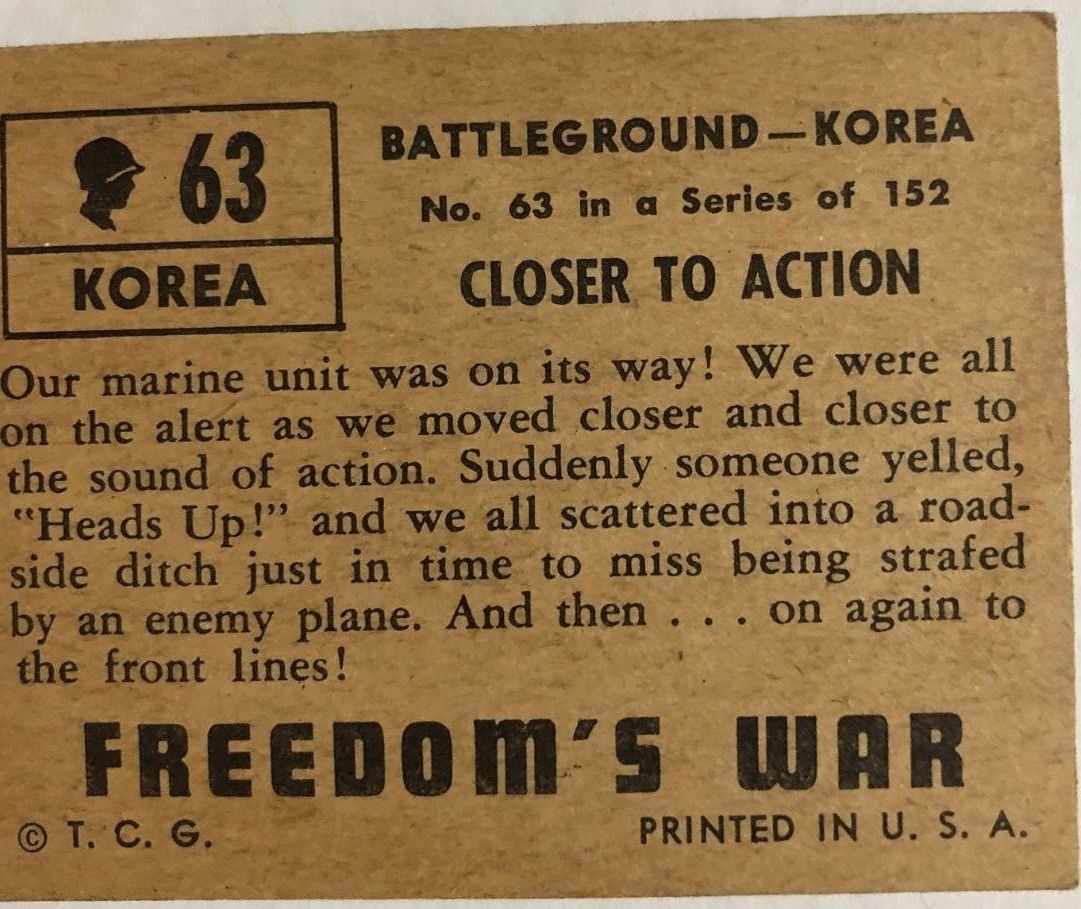 63
KOREA
BATTLEGROUND—KOREA
No. 63 in a Series of 152
CLOSER TO ACTION
Our marine unit was on its way! We were all
on the alert as we moved closer and closer to
the sound of action. Suddenly someone yelled,
"Heads Up!" and we all scattered into a road-
side ditch just in time to miss being strafed
by an enemy plane. And then . . . on again to
the front lines!
FREEDOM'S WAR
© T. C. G.
PRINTED IN U. S. A.